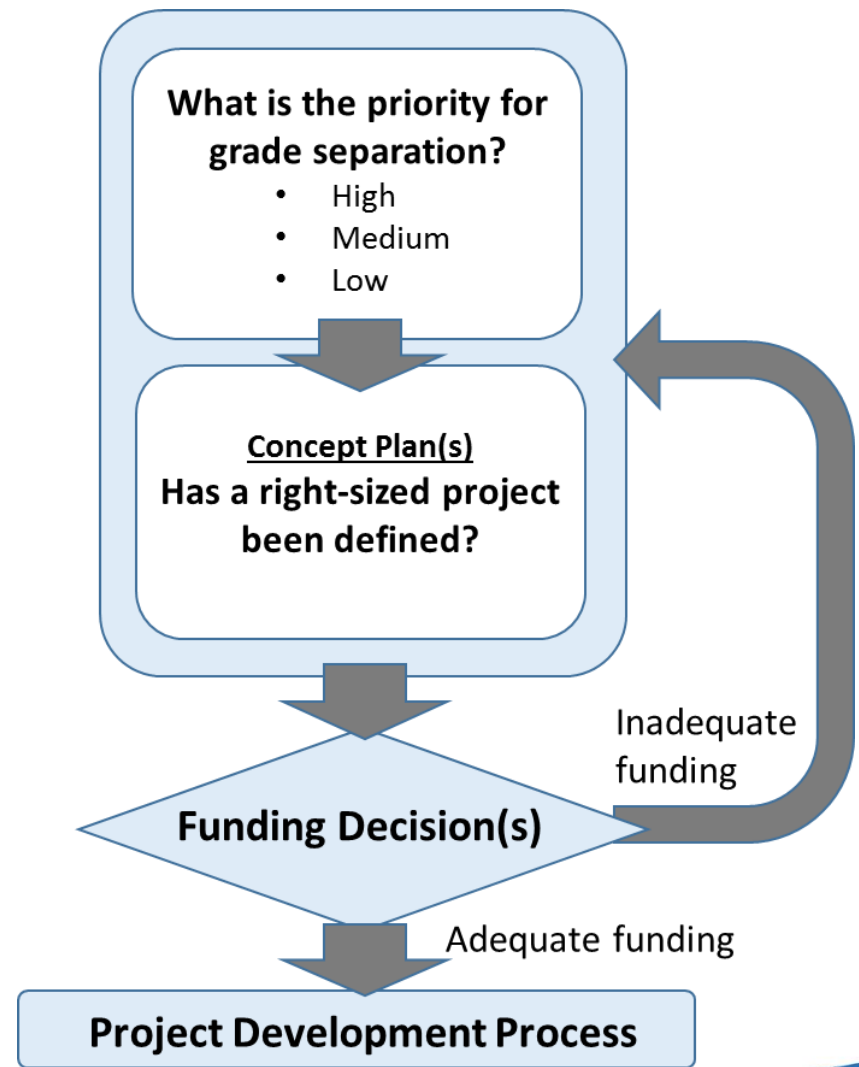 What is the priority for
grade separation?
• High
• Medium
• Low
Concept Plan(s)
Has a right-sized project
been defined?
Inadequate
funding
Funding Decision(s)
Adequate funding
Project Development Process